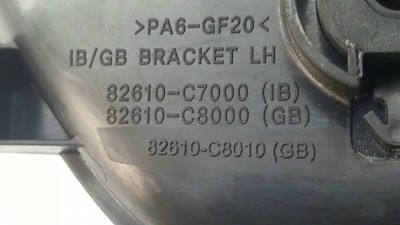 >PA6-GF20<
IB/GB BRACKET LH
82610-C7000 (IB)
82610-C8000 (GB)
82610-C8010 (GB)